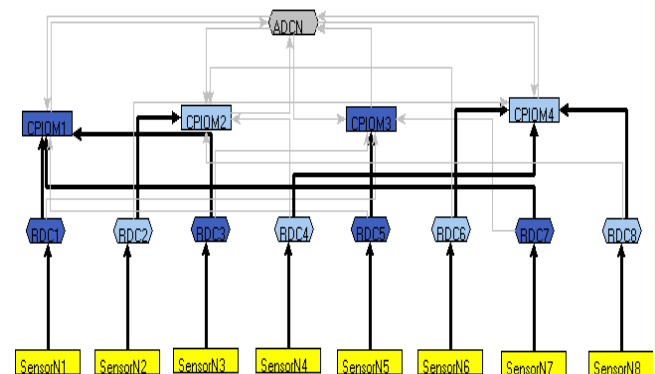 ADCN
CPIOM1
CPIOM2
CPIOM3
CPIOM4
RDC1
RDC2
RDC3
RDC4
RDC5
RDC6
RDC7
RDC8
SensorN1
SensorN2
SensorN3
SensorN4
SensorN5
SensorN6
SensorN7
SensorN8